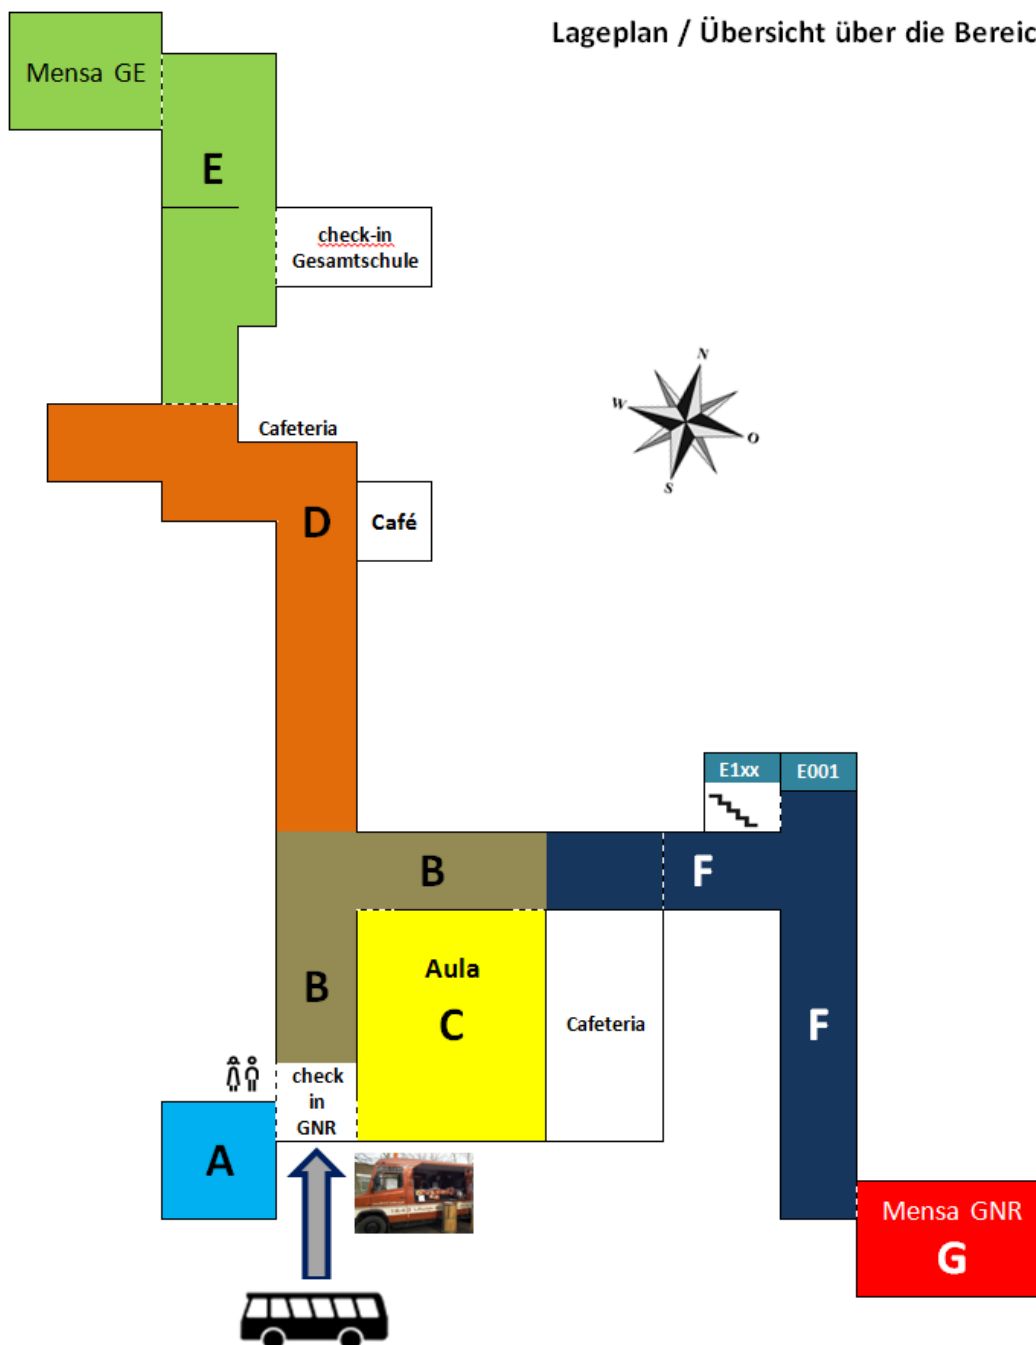 Lageplan / Übersicht über die Bereic
Mensa GE
E
check-in
Gesamtschule
N
W
O
S
Cafeteria
D
Café
E1xx
E001
B
F
B
Aula
C
Cafeteria
F
check
in
GNR
A
Mensa GNR
G